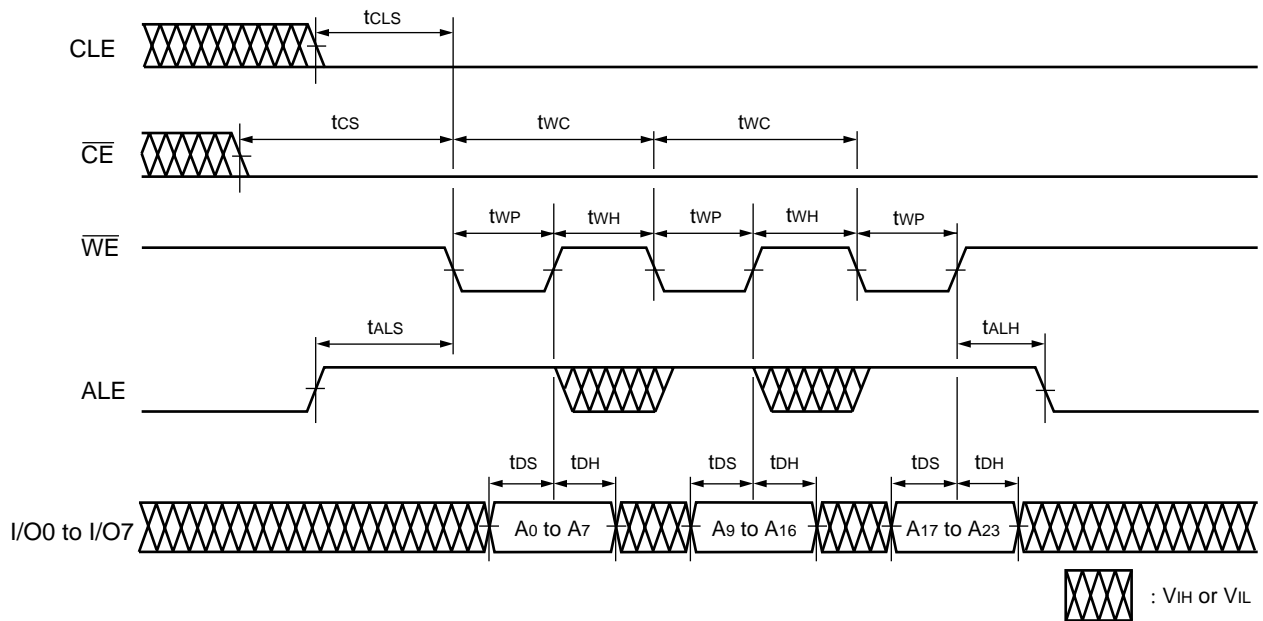 tCLS
CLE
tCS tWC tWC
CE
tWP tWH tWP tWH tWP
WE
tALS tALH
ALE
tDS tDH tDS tDH tDS tDH
I/O0 to I/O7 A0 to A7 A9 to A16 A17 to A23
: VIH or VIL